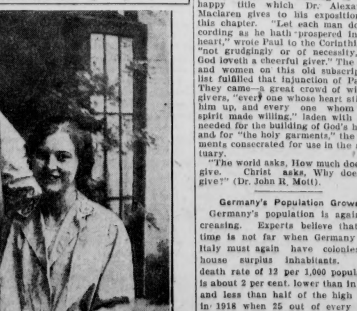 happy title which Dr. Alexa
Maclaren gives to his exposition
this chapter. "Let each man do
cording as he hath prospered in
heart," wrote Paul to the Corinthi
"not grudgingly or of necessity,
God loveth a cheerful giver." The
and women on this old subscrip
list fulfilled that injunction of Pa
They came—a great crowd of wi
givers, "every one whose heart sti
him up, and every one whom
spirit made willing," laden with
needed for the building of God's h
and for "the holy garments," the
ments consecrated for use in the s
tuary.
"The world asks, How much doe
give. Christ asks, Why doe
give?" (Dr. John R. Mott).
Germany's Population Grow
Germany's population is agai
creasing. Experts believe that
time is not far when Germany
Italy must again have colonie
house surplus inhabitants.
death rate of 12 per 1,000 popul
is about 2 per cent. lower than in
and less than half of the high
in 1918 when 25 out of every